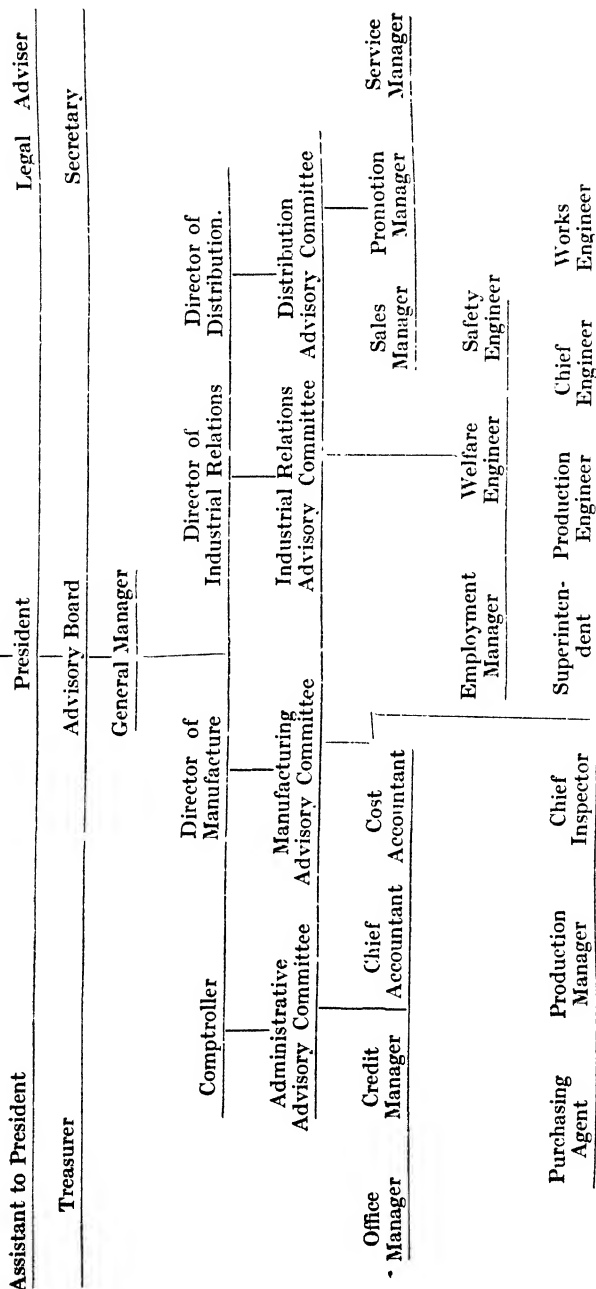 Assistant to President President Legal Adviser
Treasurer Advisory Board Secretary
General Manager
Comptroller Director of Manufacture Director of Industrial Relations Director of Distribution.
Administrative Advisory Committee Manufacturing Advisory Committee Industrial Relations Advisory Committee Distribution Advisory Committee
Office Manager Credit Manager Chief Accountant Cost Accountant Sales Manager Promotion Manager Service Manager
Employment Manager Welfare Engineer Safety Engineer
Purchasing Agent Production Manager Chief Inspector Superinten-dent Production Engineer Chief Engineer Works Engineer